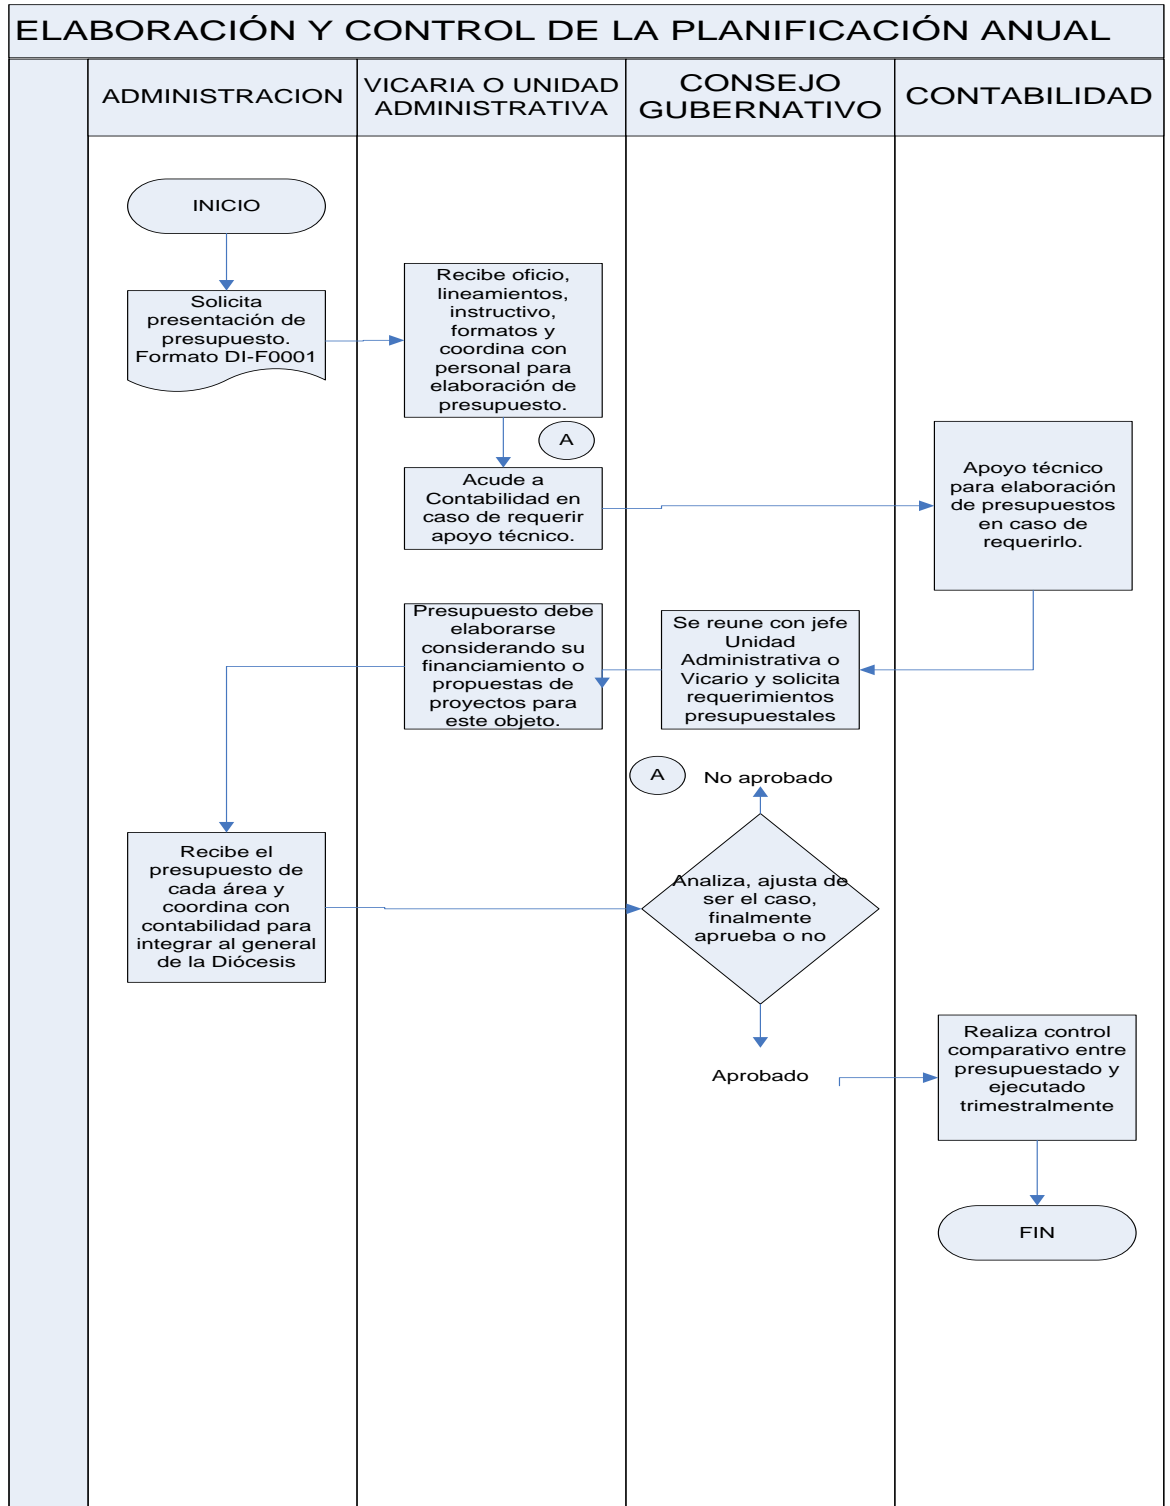 ELABORACIÓN Y CONTROL DE LA PLANIFICACIÓN ANUAL
ADMINISTRACION
VICARIA O UNIDAD
ADMINISTRATIVA
CONSEJO
GUBERNATIVO
CONTABILIDAD
INICIO
Solicita
presentación de
presupuesto.
Formato DI-F0001
Recibe oficio,
lineamientos,
instructivo,
formatos y
coordina con
personal para
elaboración de
presupuesto.
A
Acude a
Contabilidad en
caso de requerir
apoyo técnico.
Apoyo técnico
para elaboración
de presupuestos
en caso de
requerirlo.
Se reune con jefe
Unidad
Administrativa o
Vicario y solicita
requerimientos
presupuestales
Presupuesto debe
elaborarse
considerando su
financiamiento o
propuestas de
proyectos para
este objeto.
Recibe el
presupuesto de
cada área y
coordina con
contabilidad para
integrar al general
de la Diócesis
A
No aprobado
Analiza, ajusta de
ser el caso,
finalmente
aprueba o no
Aprobado
Realiza control
comparativo entre
presupuestado y
ejecutado
trimestralmente
FIN